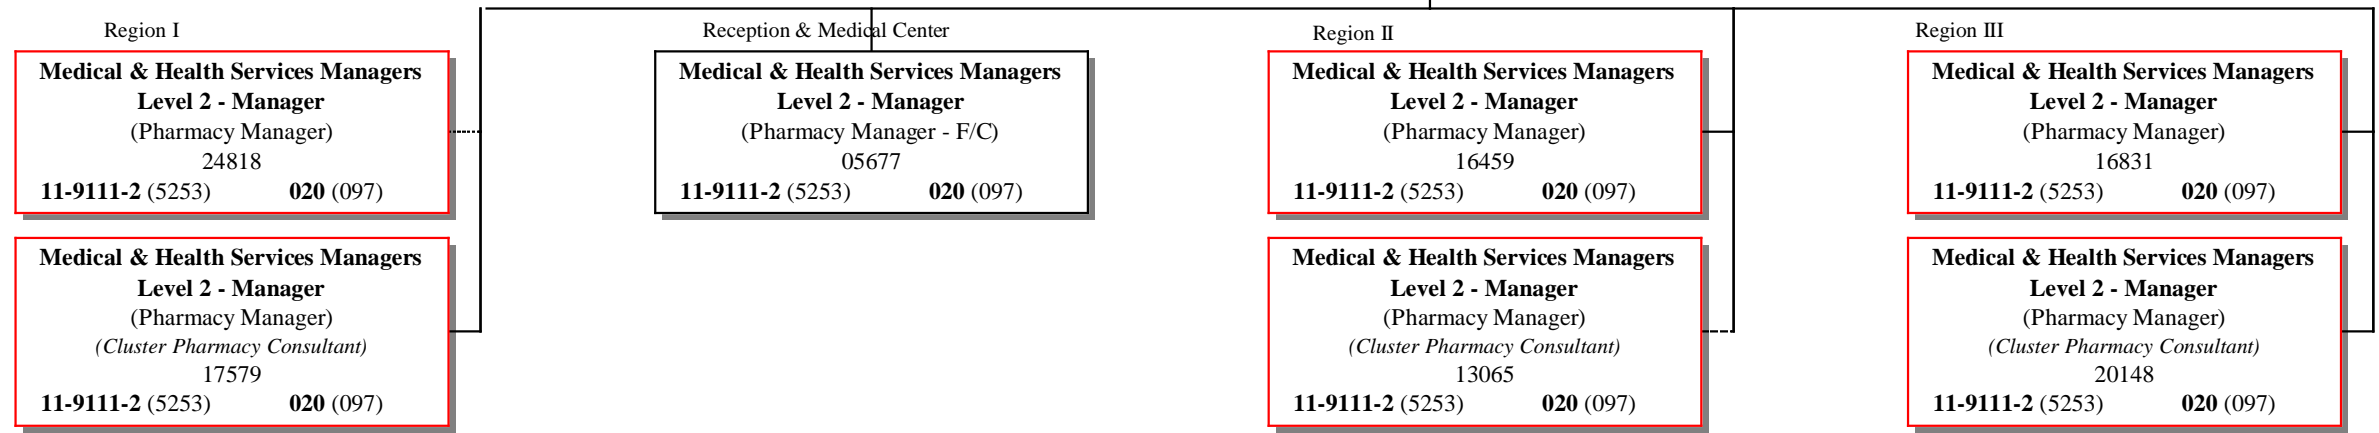 Region I
Medical & Health Services Managers
Level 2 - Manager
(Pharmacy Manager)
24818
11-9111-2 (5253) 020 (097)
Medical & Health Services Managers
Level 2 - Manager
(Pharmacy Manager)
(Cluster Pharmacy Consultant)
17579
11-9111-2 (5253) 020 (097)
Reception & Medical Center
Medical & Health Services Managers
Level 2 - Manager
(Pharmacy Manager - F/C)
05677
11-9111-2 (5253) 020 (097)
Region II
Medical & Health Services Managers
Level 2 - Manager
(Pharmacy Manager)
16459
11-9111-2 (5253) 020 (097)
Medical & Health Services Managers
Level 2 - Manager
(Pharmacy Manager)
(Cluster Pharmacy Consultant)
13065
11-9111-2 (5253) 020 (097)
Region III
Medical & Health Services Managers
Level 2 - Manager
(Pharmacy Manager)
16831
11-9111-2 (5253) 020 (097)
Medical & Health Services Managers
Level 2 - Manager
(Pharmacy Manager)
(Cluster Pharmacy Consultant)
20148
11-9111-2 (5253) 020 (097)